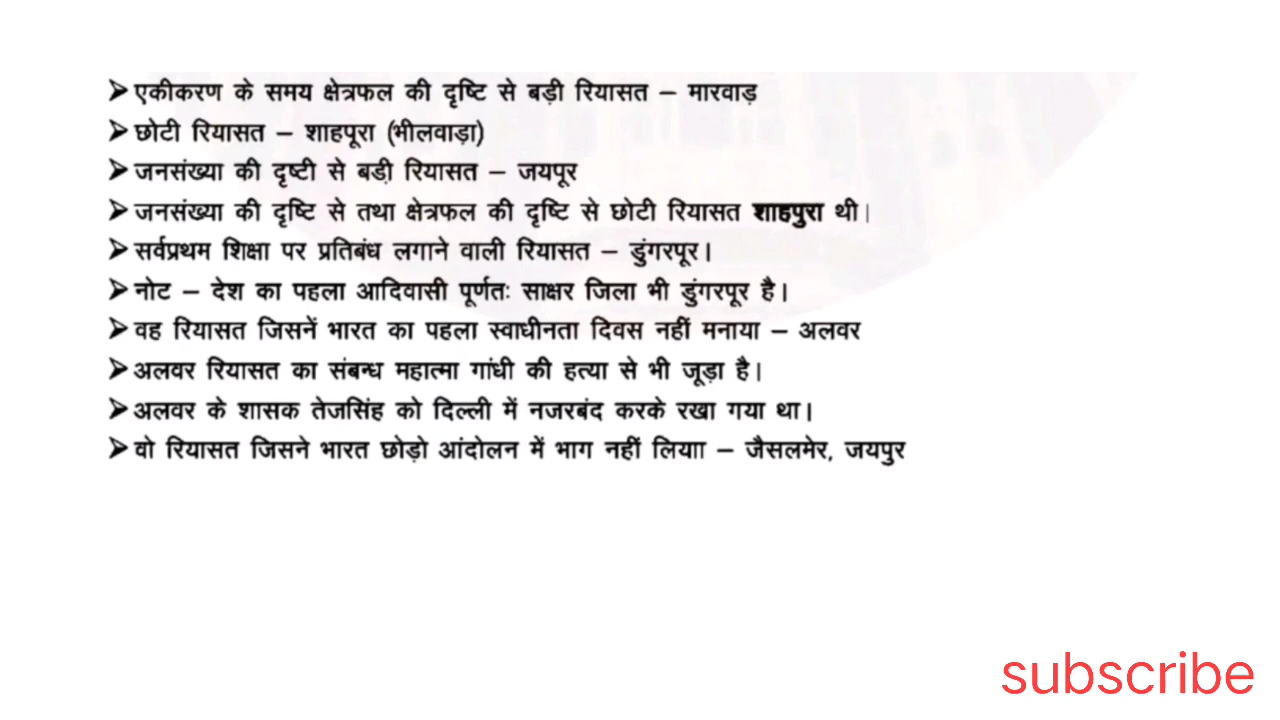 ➢ एकीकरण के समय क्षेत्रफल की दृष्टि से बड़ी रियासत – मारवाड़
➢ छोटी रियासत – शाहपूरा (भीलवाड़ा)
➢ जनसंख्या की दृष्टी से बडी़ रियासत – जयपूर
➢ जनसंख्या की दृष्टि से तथा क्षेत्रफल की दृष्टि से छोटी रियासत शाहपुरा थी।
➢ सर्वप्रथम शिक्षा पर प्रतिबंध लगाने वाली रियासत – डुंगरपूर।
➢ नोट – देश का पहला आदिवासी पूर्णतः साक्षर जिला भी डुंगरपूर है।
➢ वह रियासत जिसनें भारत का पहला स्वाधीनता दिवस नहीं मनाया – अलवर
➢ अलवर रियासत का संबन्ध महात्मा गांधी की हत्या से भी जूड़ा है।
➢ अलवर के शासक तेजसिंह को दिल्ली में नजरबंद करके रखा गया था।
➢ वो रियासत जिसने भारत छोड़ो आंदोलन में भाग नहीं लियाा – जैसलमेर, जयपुर
subscribe